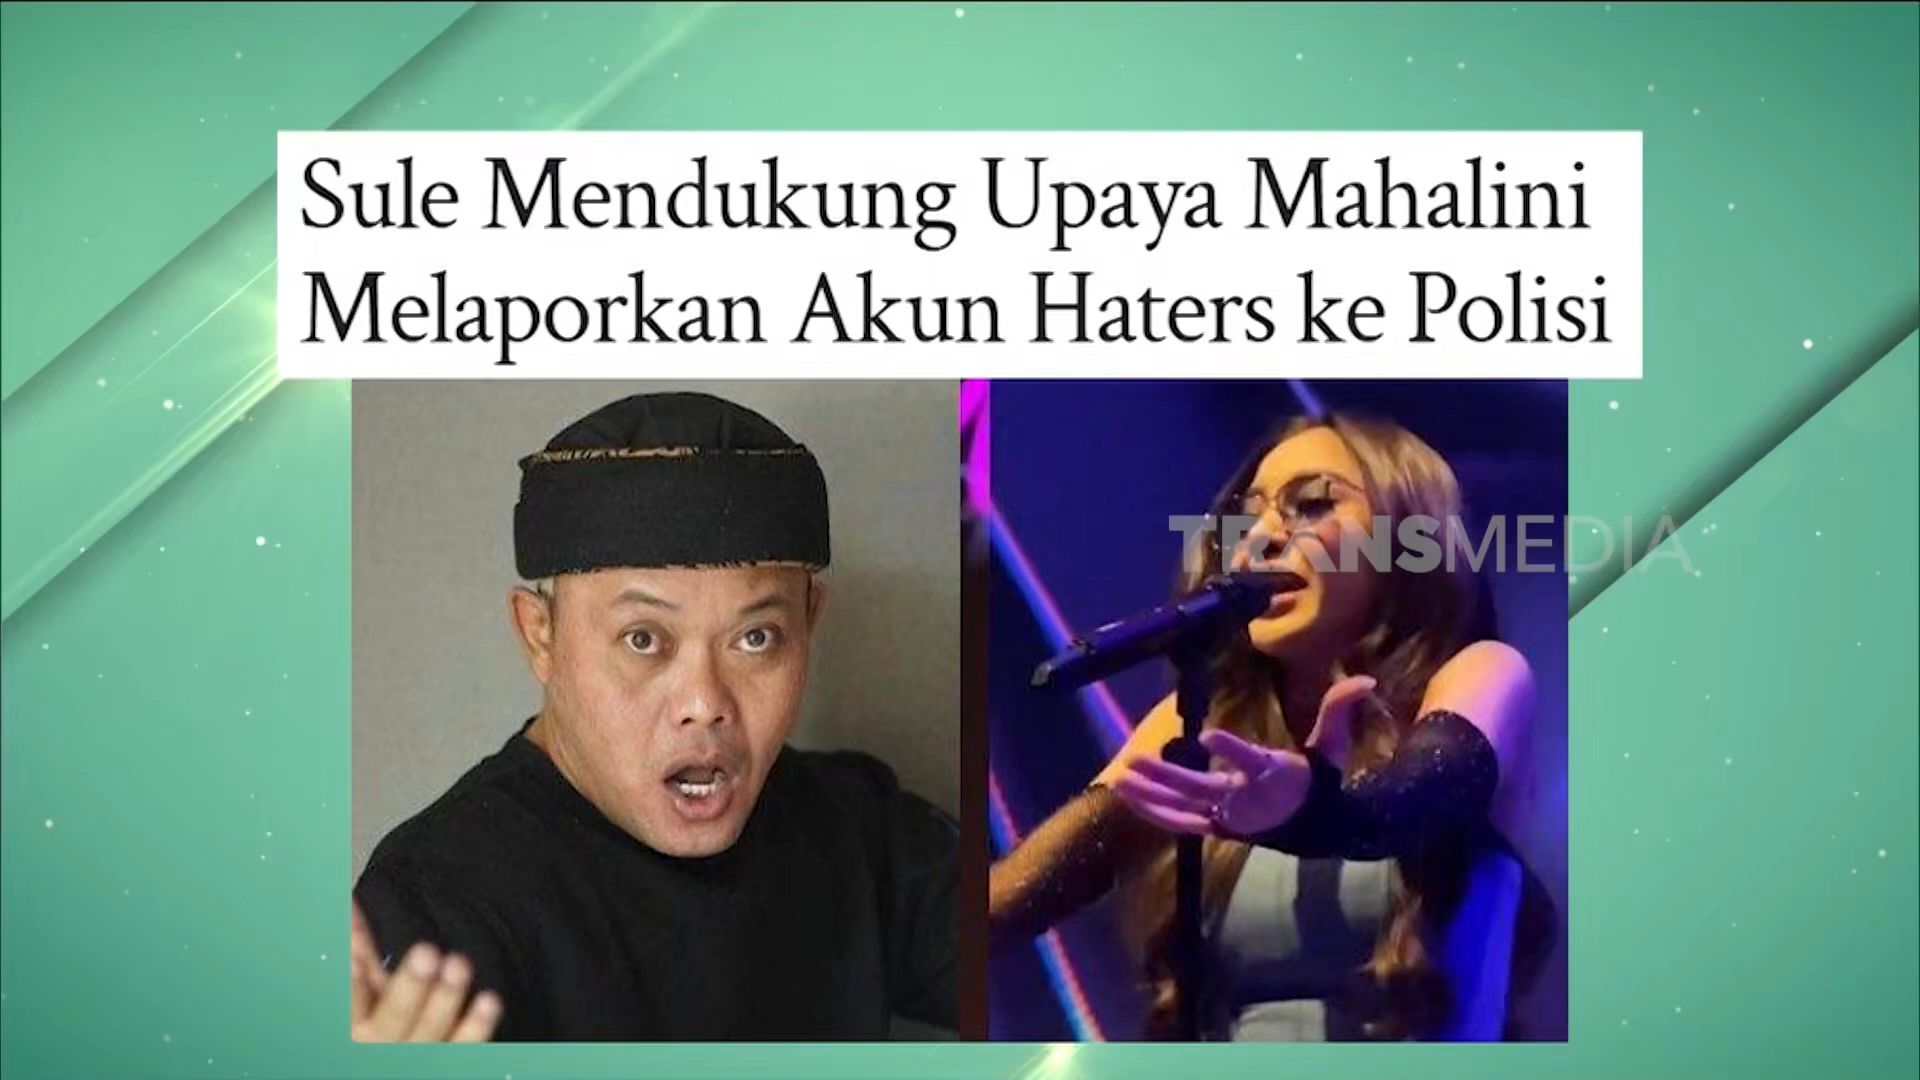 Sule Mendukung Upaya Mahalini
Melaporkan Akun Haters ke Polisi
TRANSMEDIA